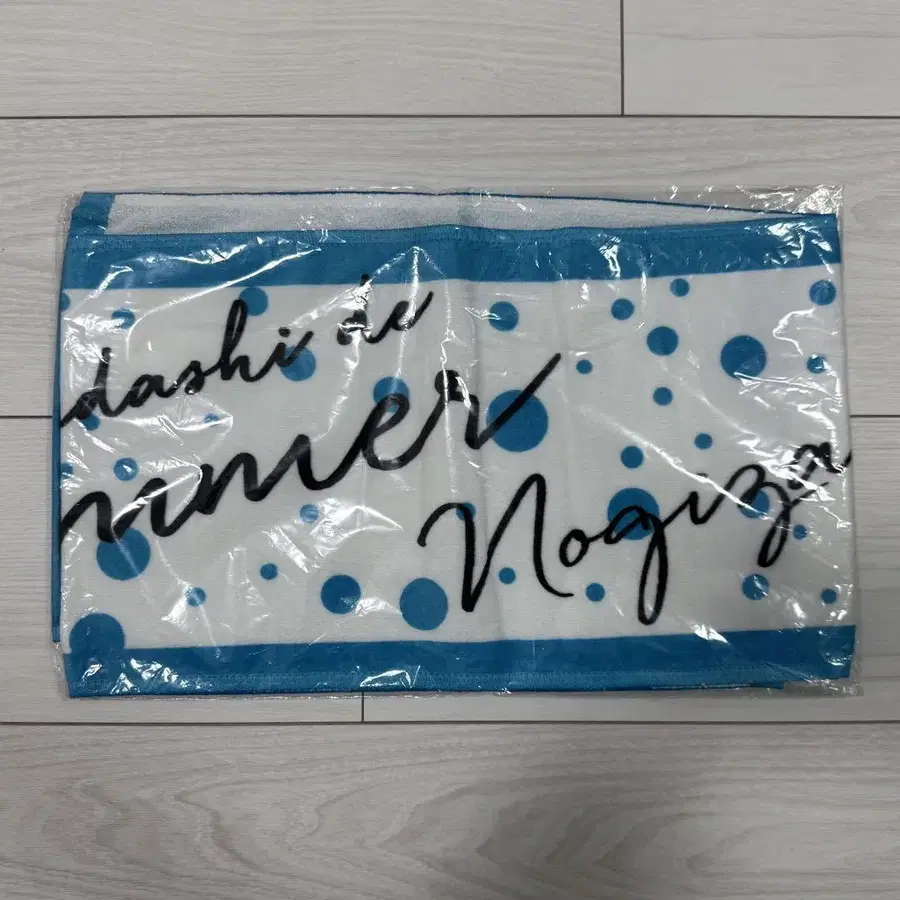 dashi de
mmer
Nogiza